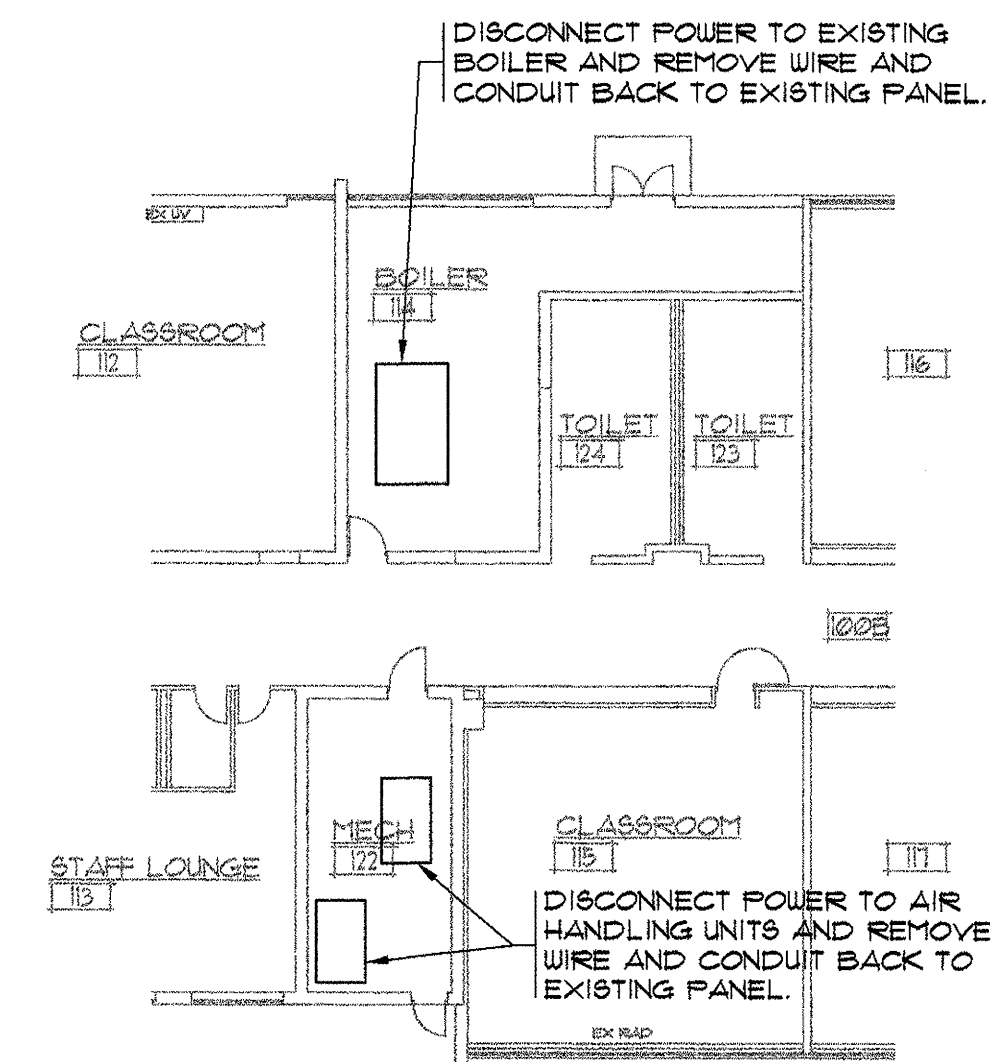 DISCONNECT POWER TO EXISTING
BOILER AND REMOVE WIRE AND
CONDUIT BACK TO EXISTING PANEL.
EX UV
BOILER
114
CLASSROOM
112
116
TOILET
124
TOILET
123
100B
MECH
122
CLASSROOM
115
117
STAFF LOUNGE
113
DISCONNECT POWER TO AIR
HANDLING UNITS AND REMOVE
WIRE AND CONDUIT BACK TO
EXISTING PANEL.
EX RAD